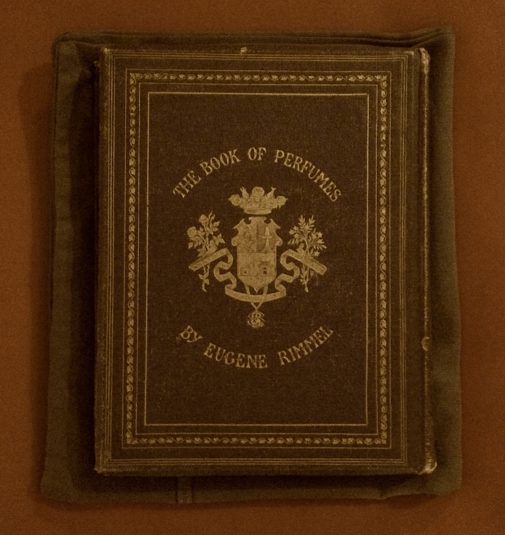 THE BOOK OF PERFUMES
BY EUGENE RIMMEL